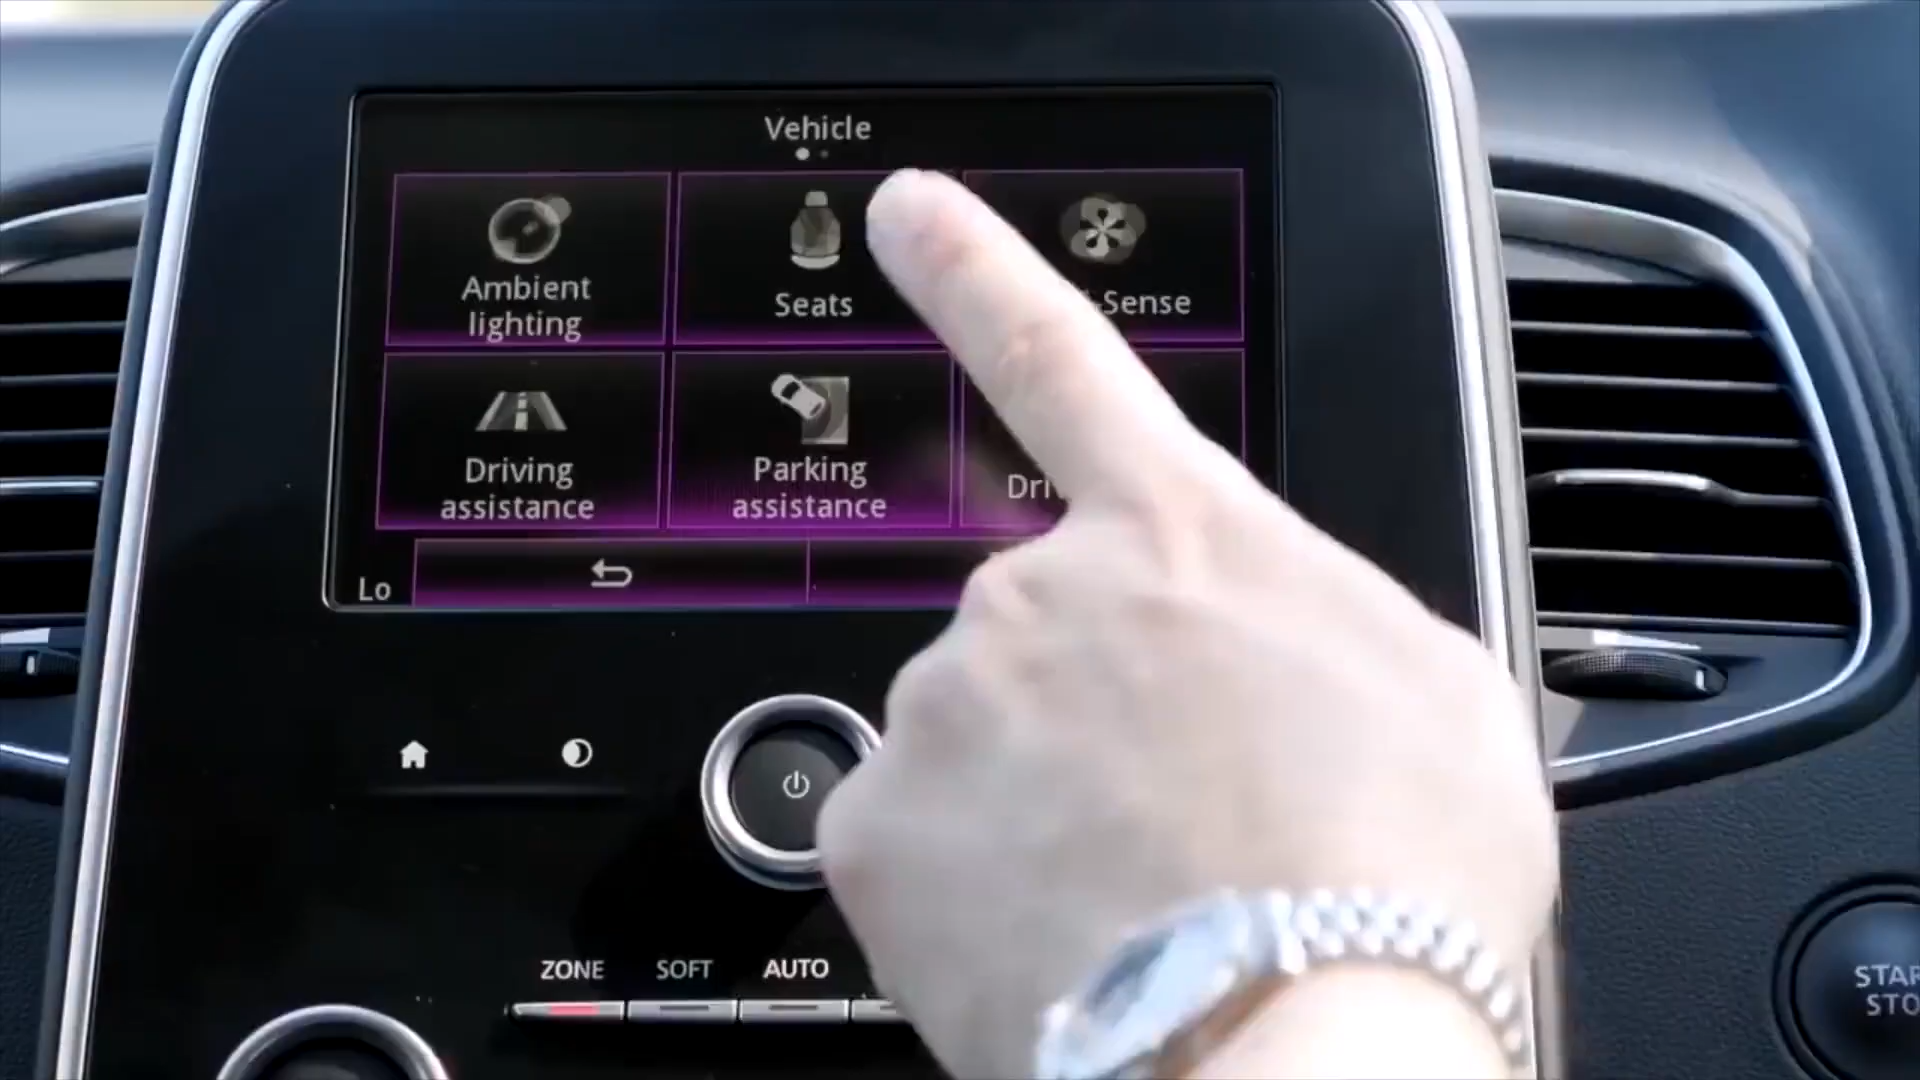 Vehicle
Ambient
lighting
Seats
Sense
Driving
assistance
Parking
assistance
Lo
ZONE
SOFT
AUTO